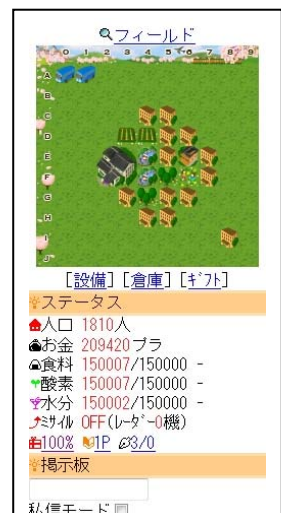 フィールド
0 1 2 3 4 5 6 7 8 9
A
B
C
D
E
F
G
H
I
J
[設備] [倉庫] [ｷﾞﾌﾄ]
ステータス
人口 1810人
お金 209420プラ
食料 150007/150000 -
酸素 150007/150000 -
水分 150002/150000 -
ﾐｻｲﾙ OFF(ﾚｰﾀﾞｰ0機)
100% 1P 3/0
掲示板
私信モード